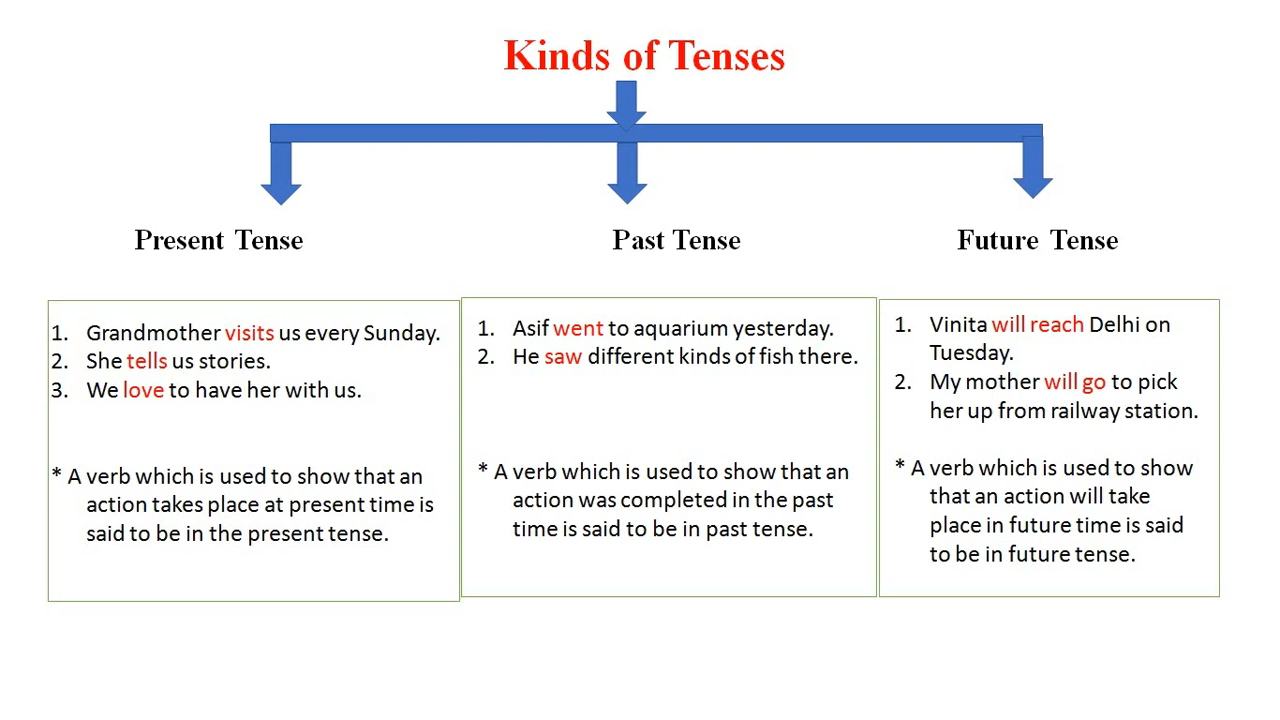 Kinds of Tenses
Present Tense
Past Tense
Future Tense
1. Grandmother visits us every Sunday.
2. She tells us stories.
3. We love to have her with us.
* A verb which is used to show that an
action takes place at present time is
said to be in the present tense.
1. Asif went to aquarium yesterday.
2. He saw different kinds of fish there.
* A verb which is used to show that an
action was completed in the past
time is said to be in past tense.
1. Vinita will reach Delhi on
Tuesday.
2. My mother will go to pick
her up from railway station.
* A verb which is used to show
that an action will take
place in future time is said
to be in future tense.